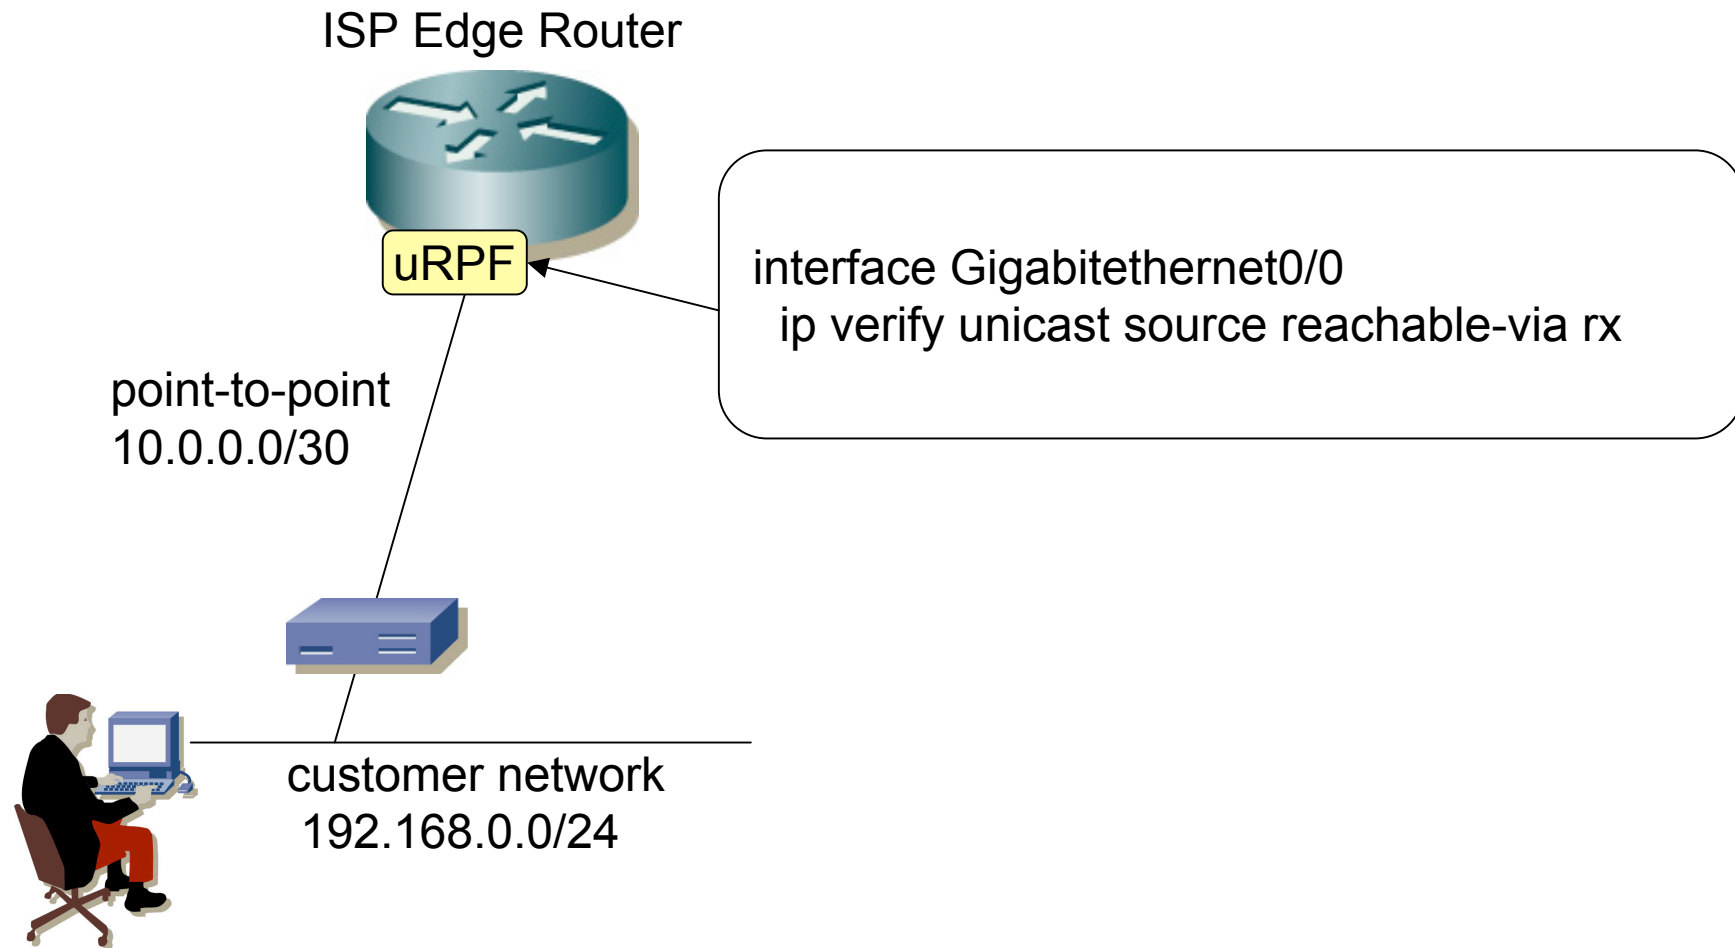 ISP Edge Router
uRPF
interface Gigabitethernet0/0
ip verify unicast source reachable-via rx
point-to-point
10.0.0.0/30
customer network
192.168.0.0/24